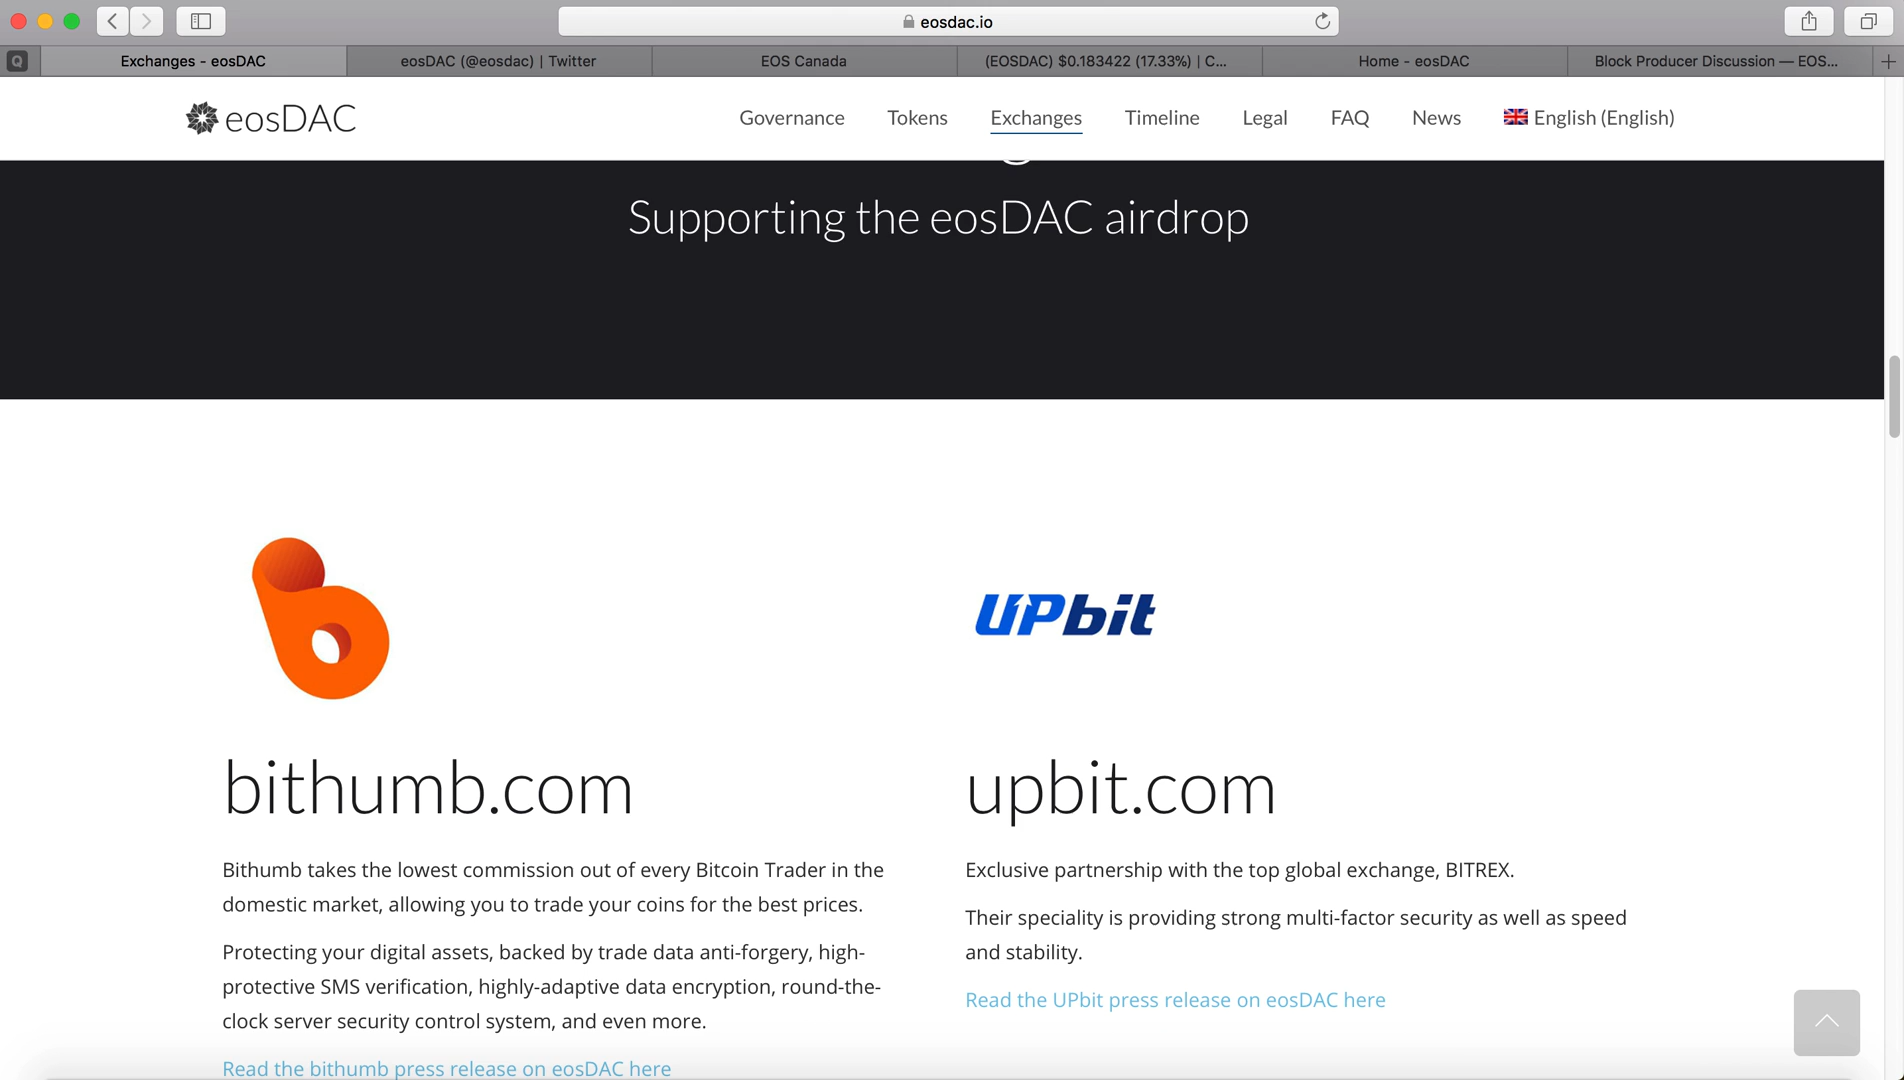 eosdac.io
Q
Exchanges - eosDAC
eosDAC (@eosdac) | Twitter
EOS Canada
(EOSDAC) $0.183422 (17.33%) | C...
Home - eosDAC
Block Producer Discussion — EOS...
eosDAC
Governance
Tokens
Exchanges
Timeline
Legal
FAQ
News
English (English)
Supporting the eosDAC airdrop
UPbit
bithumb.com
Bithumb takes the lowest commission out of every Bitcoin Trader in the
domestic market, allowing you to trade your coins for the best prices.
Protecting your digital assets, backed by trade data anti-forgery, high-
protective SMS verification, highly-adaptive data encryption, round-the-
clock server security control system, and even more.
Read the bithumb press release on eosDAC here
upbit.com
Exclusive partnership with the top global exchange, BITREX.
Their speciality is providing strong multi-factor security as well as speed
and stability.
Read the UPbit press release on eosDAC here